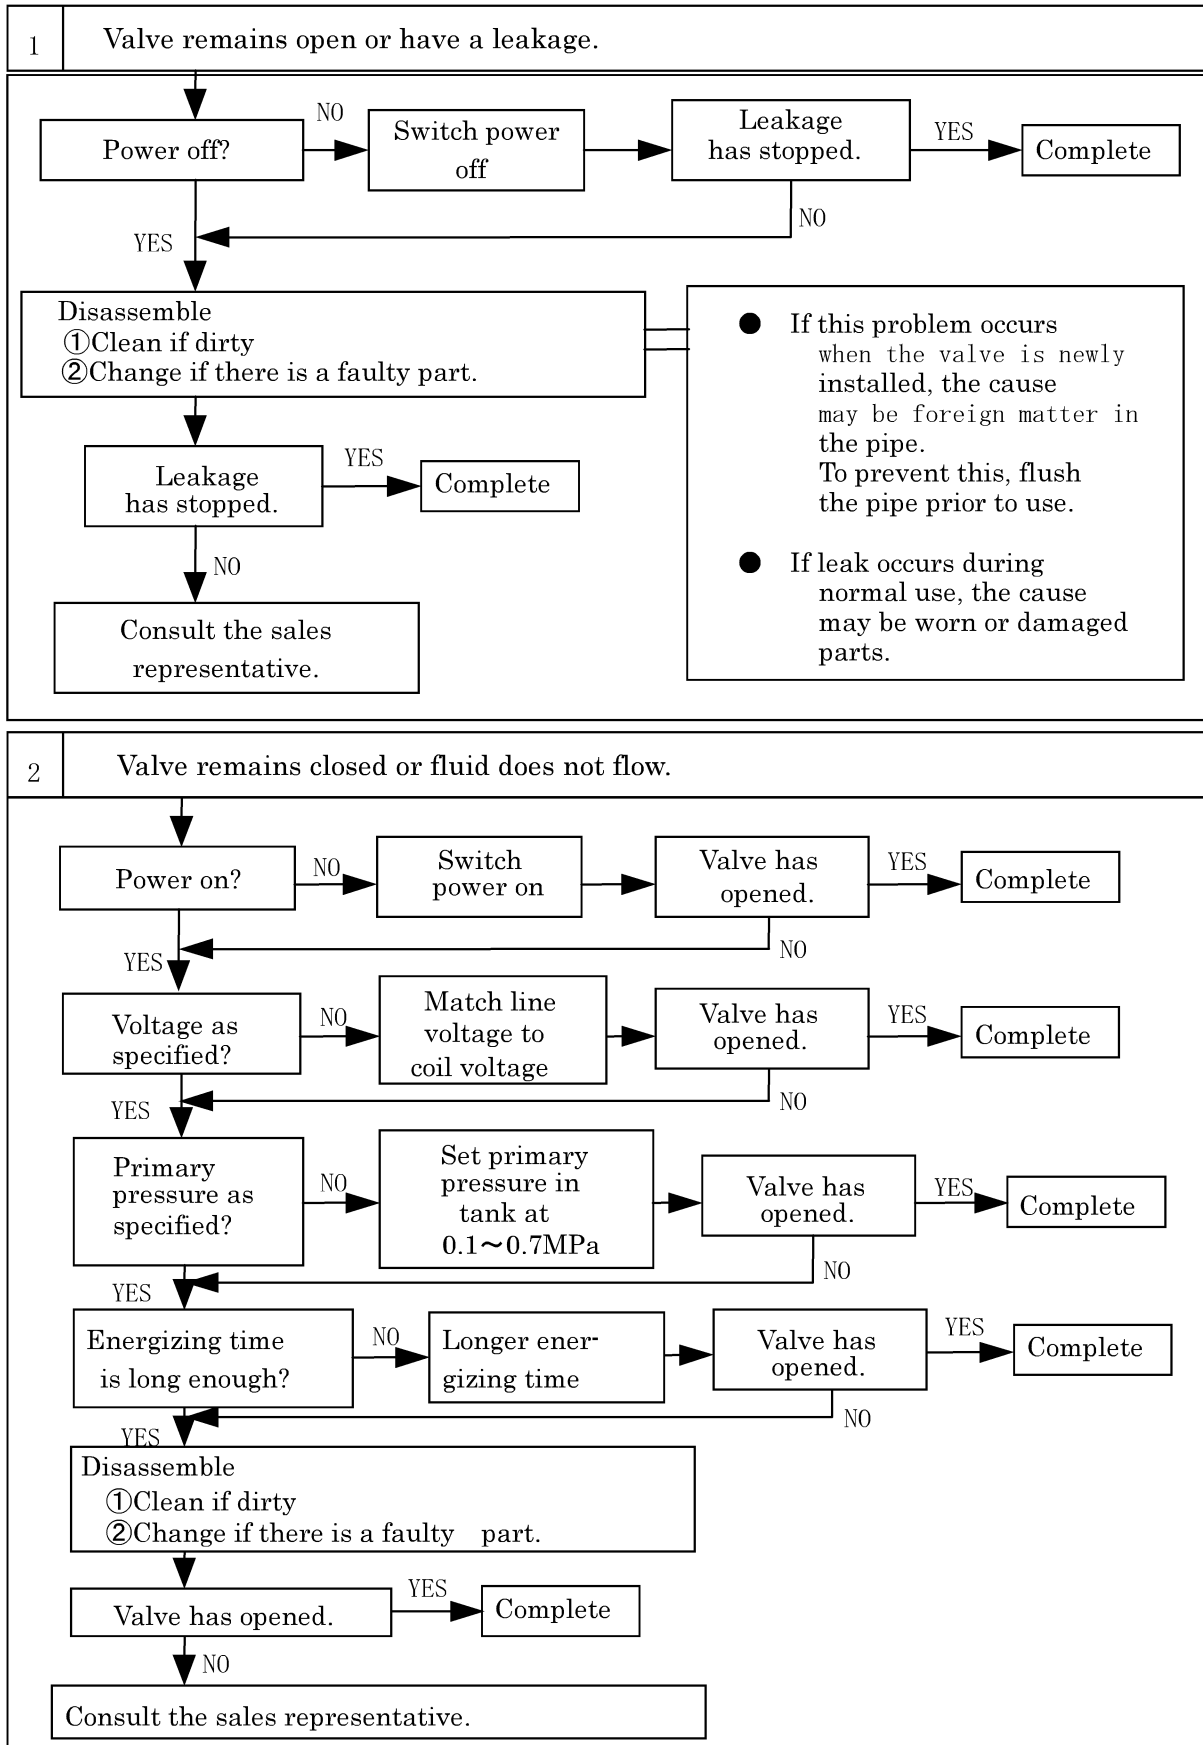 1
Valve remains open or have a leakage.
Power off?
NO
Switch power
off
Leakage
has stopped.
YES
Complete
NO
YES
Disassemble
①Clean if dirty
②Change if there is a faulty part.
● If this problem occurs
when the valve is newly
installed, the cause
may be foreign matter in
the pipe.
To prevent this, flush
the pipe prior to use.
● If leak occurs during
normal use, the cause
may be worn or damaged
parts.
Leakage
has stopped.
YES
Complete
NO
Consult the sales
representative.
2
Valve remains closed or fluid does not flow.
Power on?
NO
Switch
power on
Valve has
opened.
YES
Complete
NO
YES
Voltage as
specified?
NO
Match line
voltage to
coil voltage
Valve has
opened.
YES
Complete
NO
YES
Primary
pressure as
specified?
NO
Set primary
pressure in
tank at
0.1～0.7MPa
Valve has
opened.
YES
Complete
NO
YES
Energizing time
is long enough?
NO
Longer ener-
gizing time
Valve has
opened.
YES
Complete
NO
YES
Disassemble
①Clean if dirty
②Change if there is a faulty part.
Valve has opened.
YES
Complete
NO
Consult the sales representative.